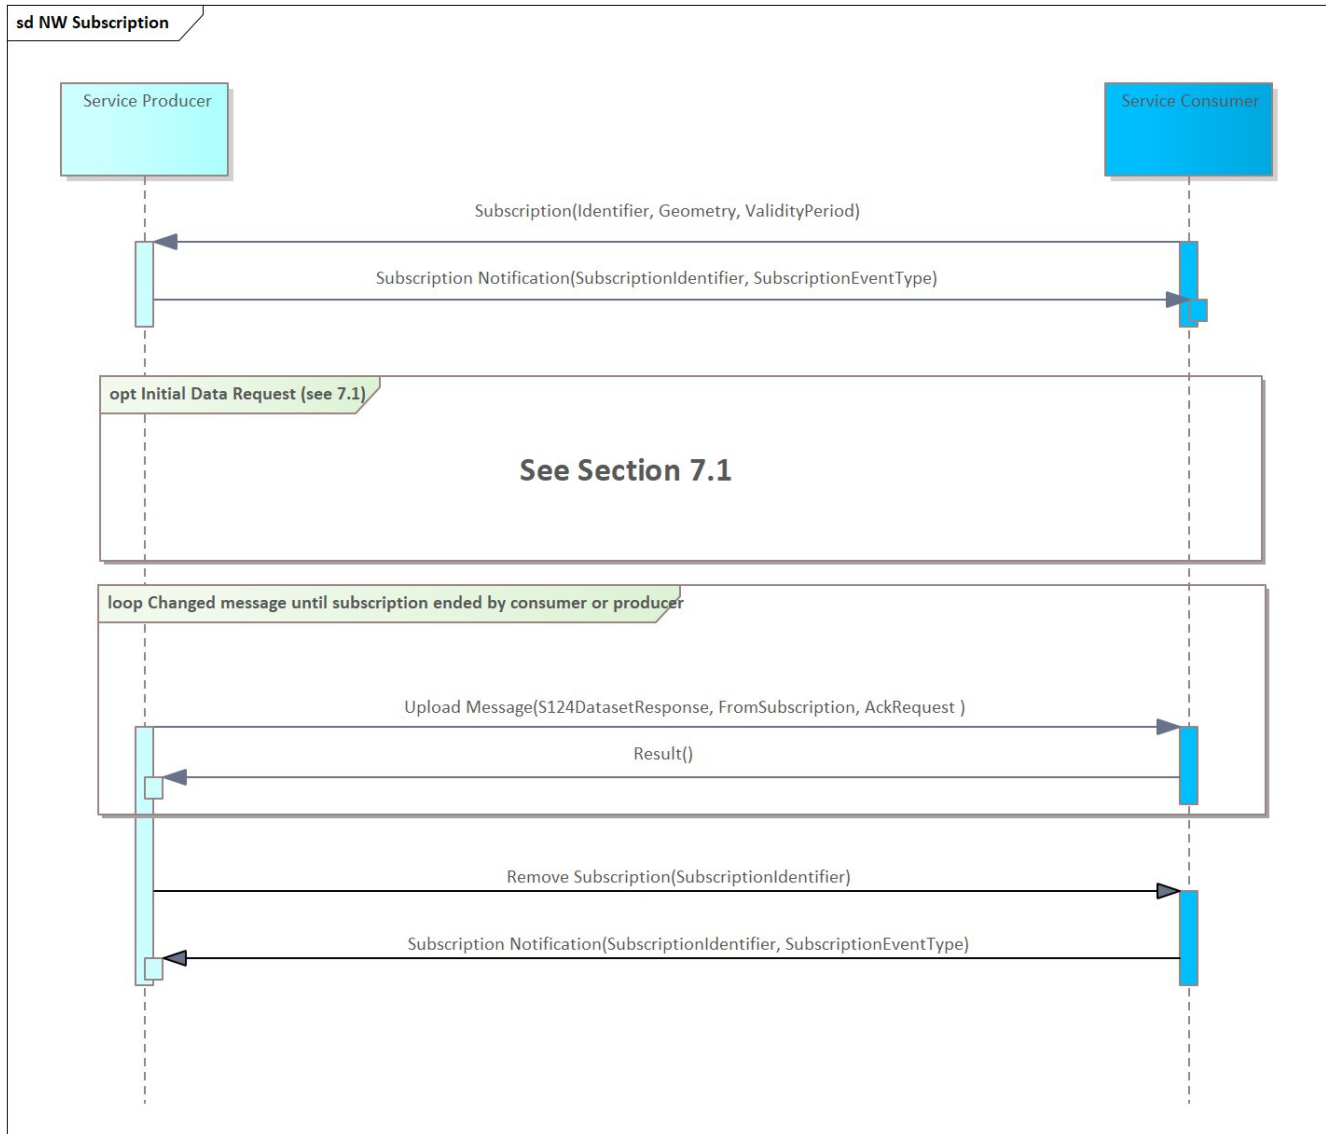 sd NW Subscription
Service Producer
Service Consumer
Subscription(Identifier, Geometry, ValidityPeriod)
Subscription Notification(SubscriptionIdentifier, SubscriptionEventType)
opt Initial Data Request (see 7.1)
See Section 7.1
loop Changed message until subscription ended by consumer or producer
Upload Message(S124DatasetResponse, FromSubscription, AckRequest )
Result()
Remove Subscription(SubscriptionIdentifier)
Subscription Notification(SubscriptionIdentifier, SubscriptionEventType)